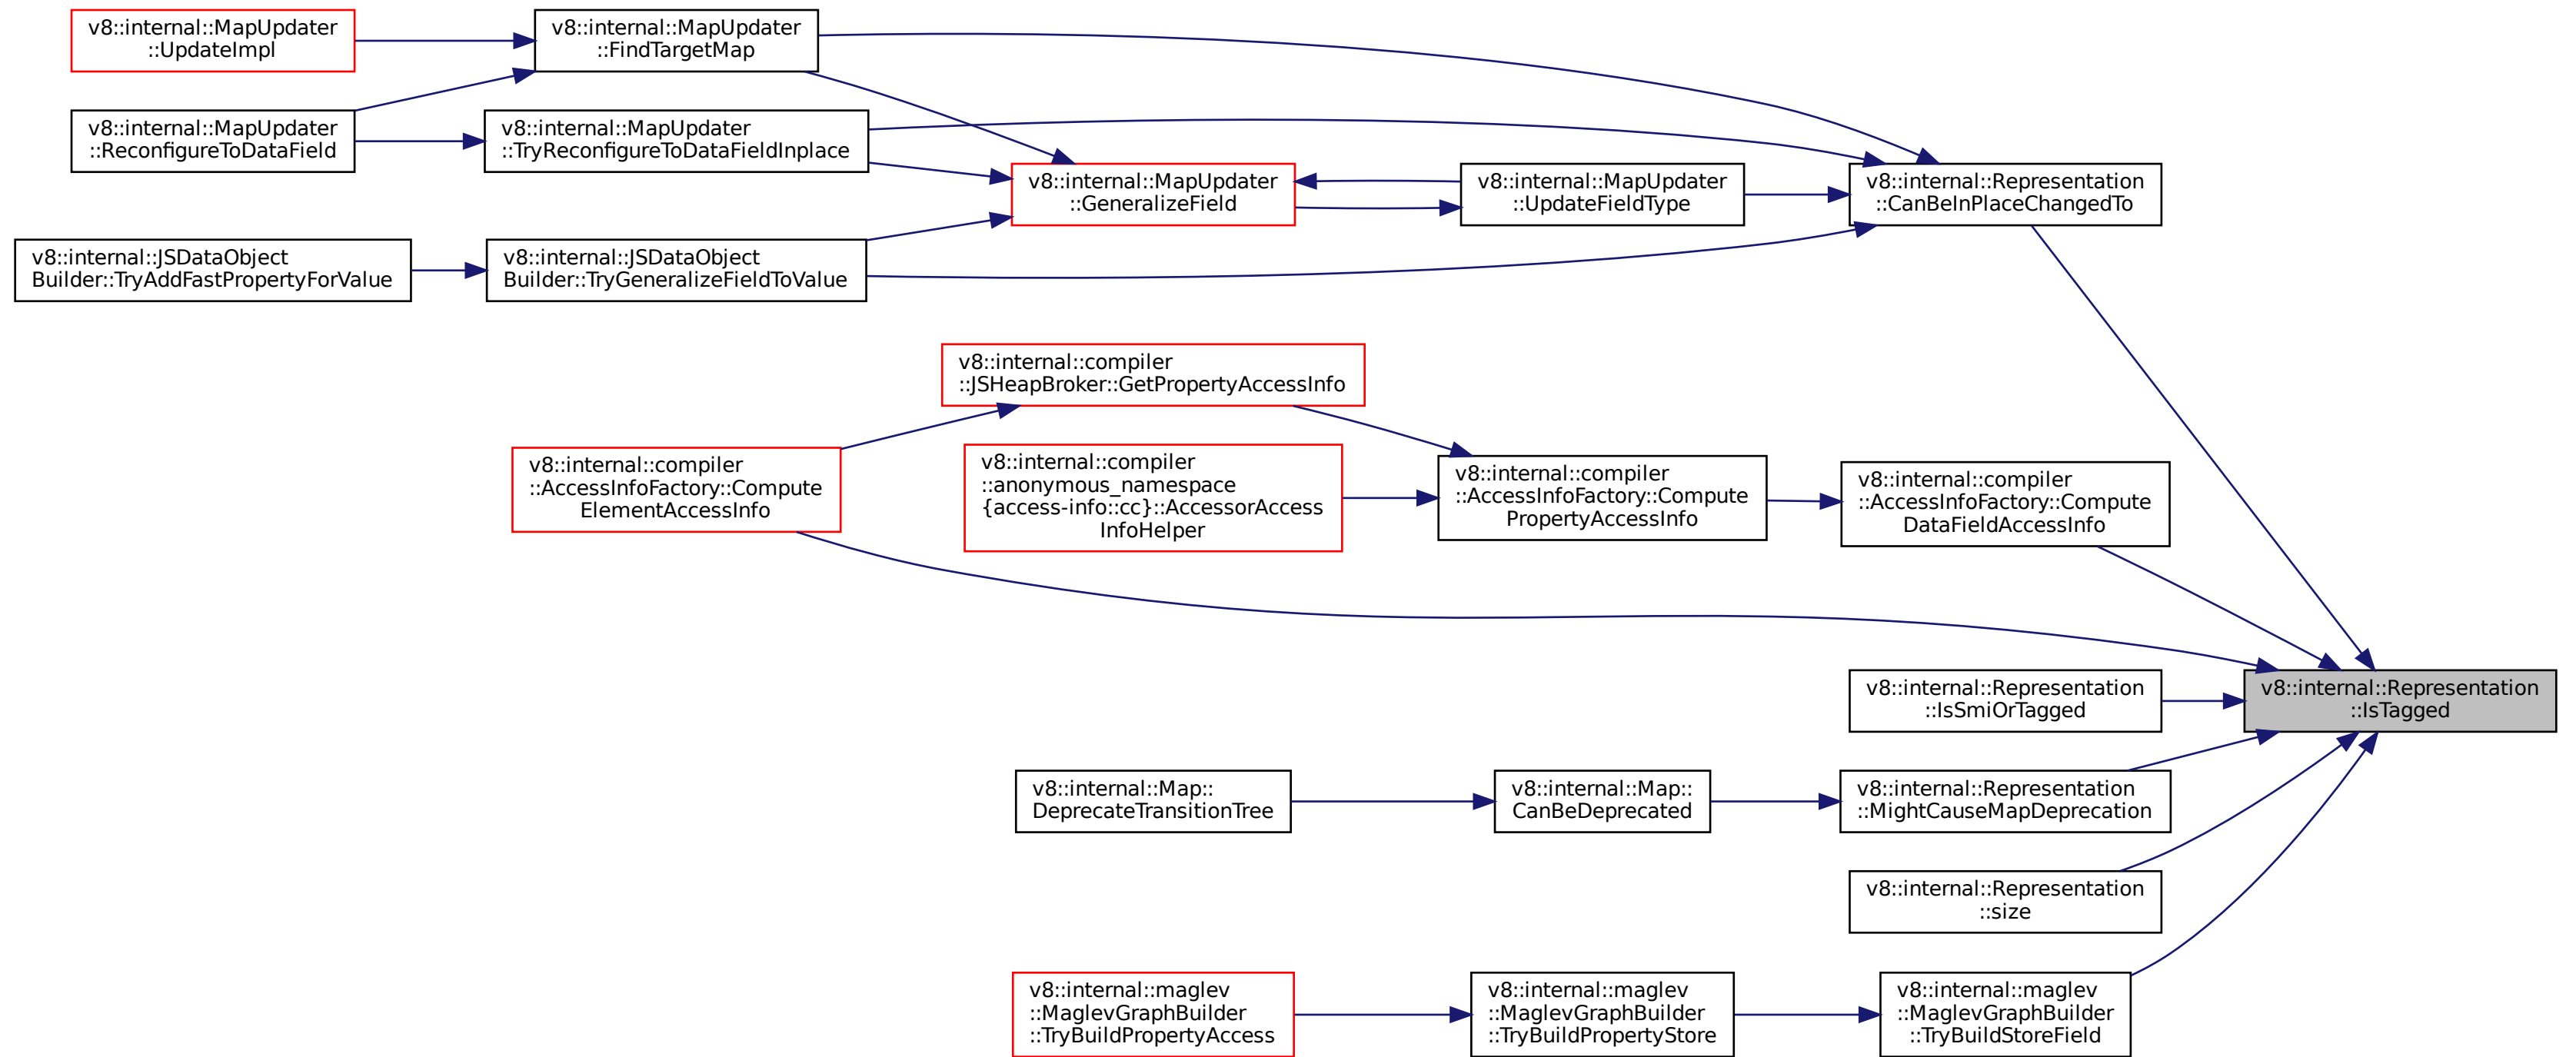 v8::internal::MapUpdater
::UpdateImpl
v8::internal::MapUpdater
::FindTargetMap
v8::internal::MapUpdater
::ReconfigureToDataField
v8::internal::MapUpdater
::TryReconfigureToDataFieldInplace
v8::internal::MapUpdater
::GeneralizeField
v8::internal::MapUpdater
::UpdateFieldType
v8::internal::Representation
::CanBeInPlaceChangedTo
v8::internal::JSDataObject
Builder::TryAddFastPropertyForValue
v8::internal::JSDataObject
Builder::TryGeneralizeFieldToValue
v8::internal::compiler
::JSHeapBroker::GetPropertyAccessInfo
v8::internal::compiler
::AccessInfoFactory::Compute
ElementAccessInfo
v8::internal::compiler
::anonymous_namespace
{access-info::cc}::AccessorAccess
InfoHelper
v8::internal::compiler
::AccessInfoFactory::Compute
PropertyAccessInfo
v8::internal::compiler
::AccessInfoFactory::Compute
DataFieldAccessInfo
v8::internal::Representation
::IsSmiOrTagged
v8::internal::Representation
::IsTagged
v8::internal::Map::
DeprecateTransitionTree
v8::internal::Map::
CanBeDeprecated
v8::internal::Representation
::MightCauseMapDeprecation
v8::internal::Representation
::size
v8::internal::maglev
::MaglevGraphBuilder
::TryBuildPropertyAccess
v8::internal::maglev
::MaglevGraphBuilder
::TryBuildPropertyStore
v8::internal::maglev
::MaglevGraphBuilder
::TryBuildStoreField